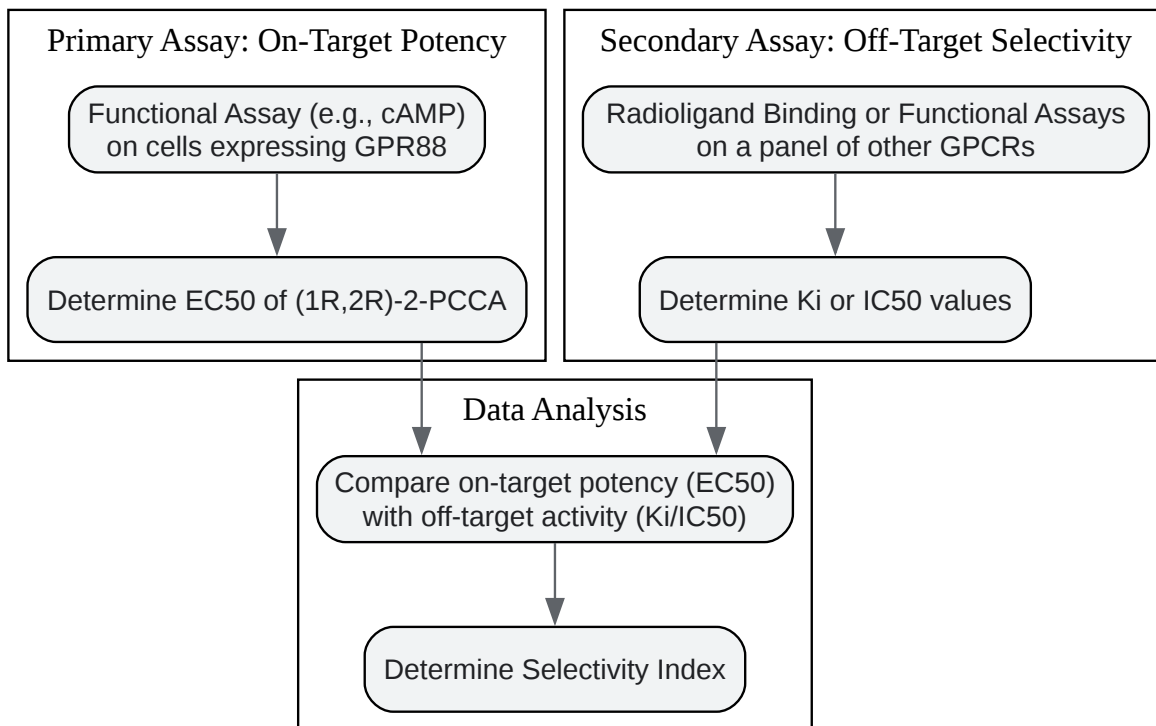 Primary Assay: On-Target Potency
Functional Assay (e.g., cAMP)
on cells expressing GPR88
Determine EC50 of (1R,2R)-2-PCCA
Secondary Assay: Off-Target Selectivity
Radioligand Binding or Functional Assays
on a panel of other GPCRs
Determine Ki or IC50 values
Data Analysis
Compare on-target potency (EC50)
with off-target activity (Ki/IC50)
Determine Selectivity Index